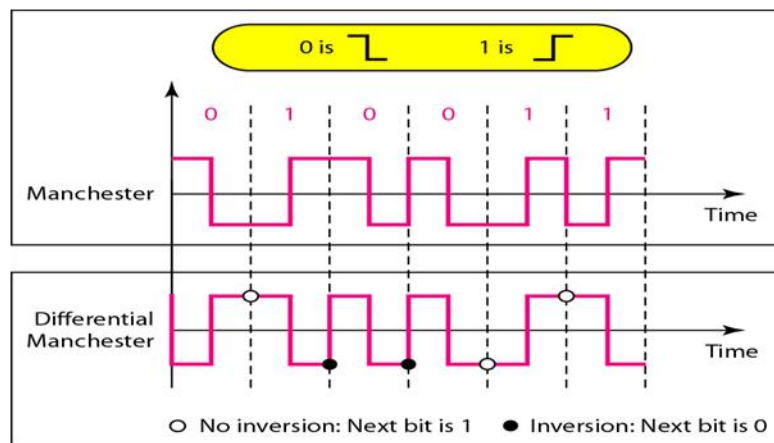 0 is 1 is
0 1 0 0 1 1
Manchester
Time
Differential
Manchester
Time
No inversion: Next bit is 1 Inversion: Next bit is 0